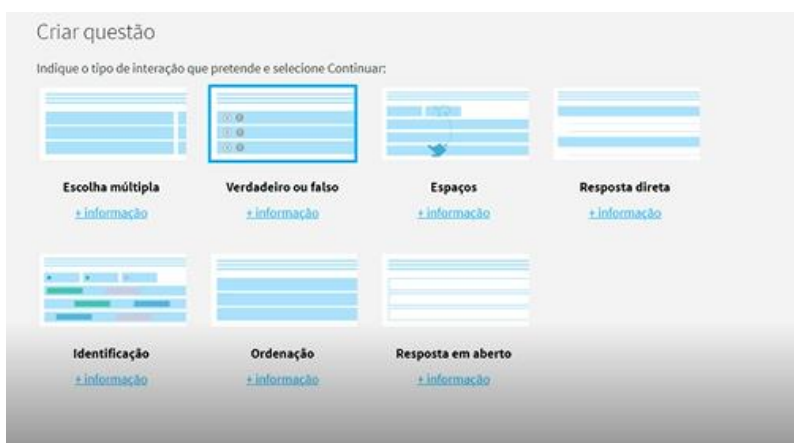 Criar questão
Indique o tipo de interação que pretende e selecione Continuar:
Escolha múltipla
Verdadeiro ou falso
Espaços
Resposta direta
+ informação
+ informação
+ informação
+ informação
Identificação
Ordenação
Resposta em aberto
+ informação
+ informação
+ informação